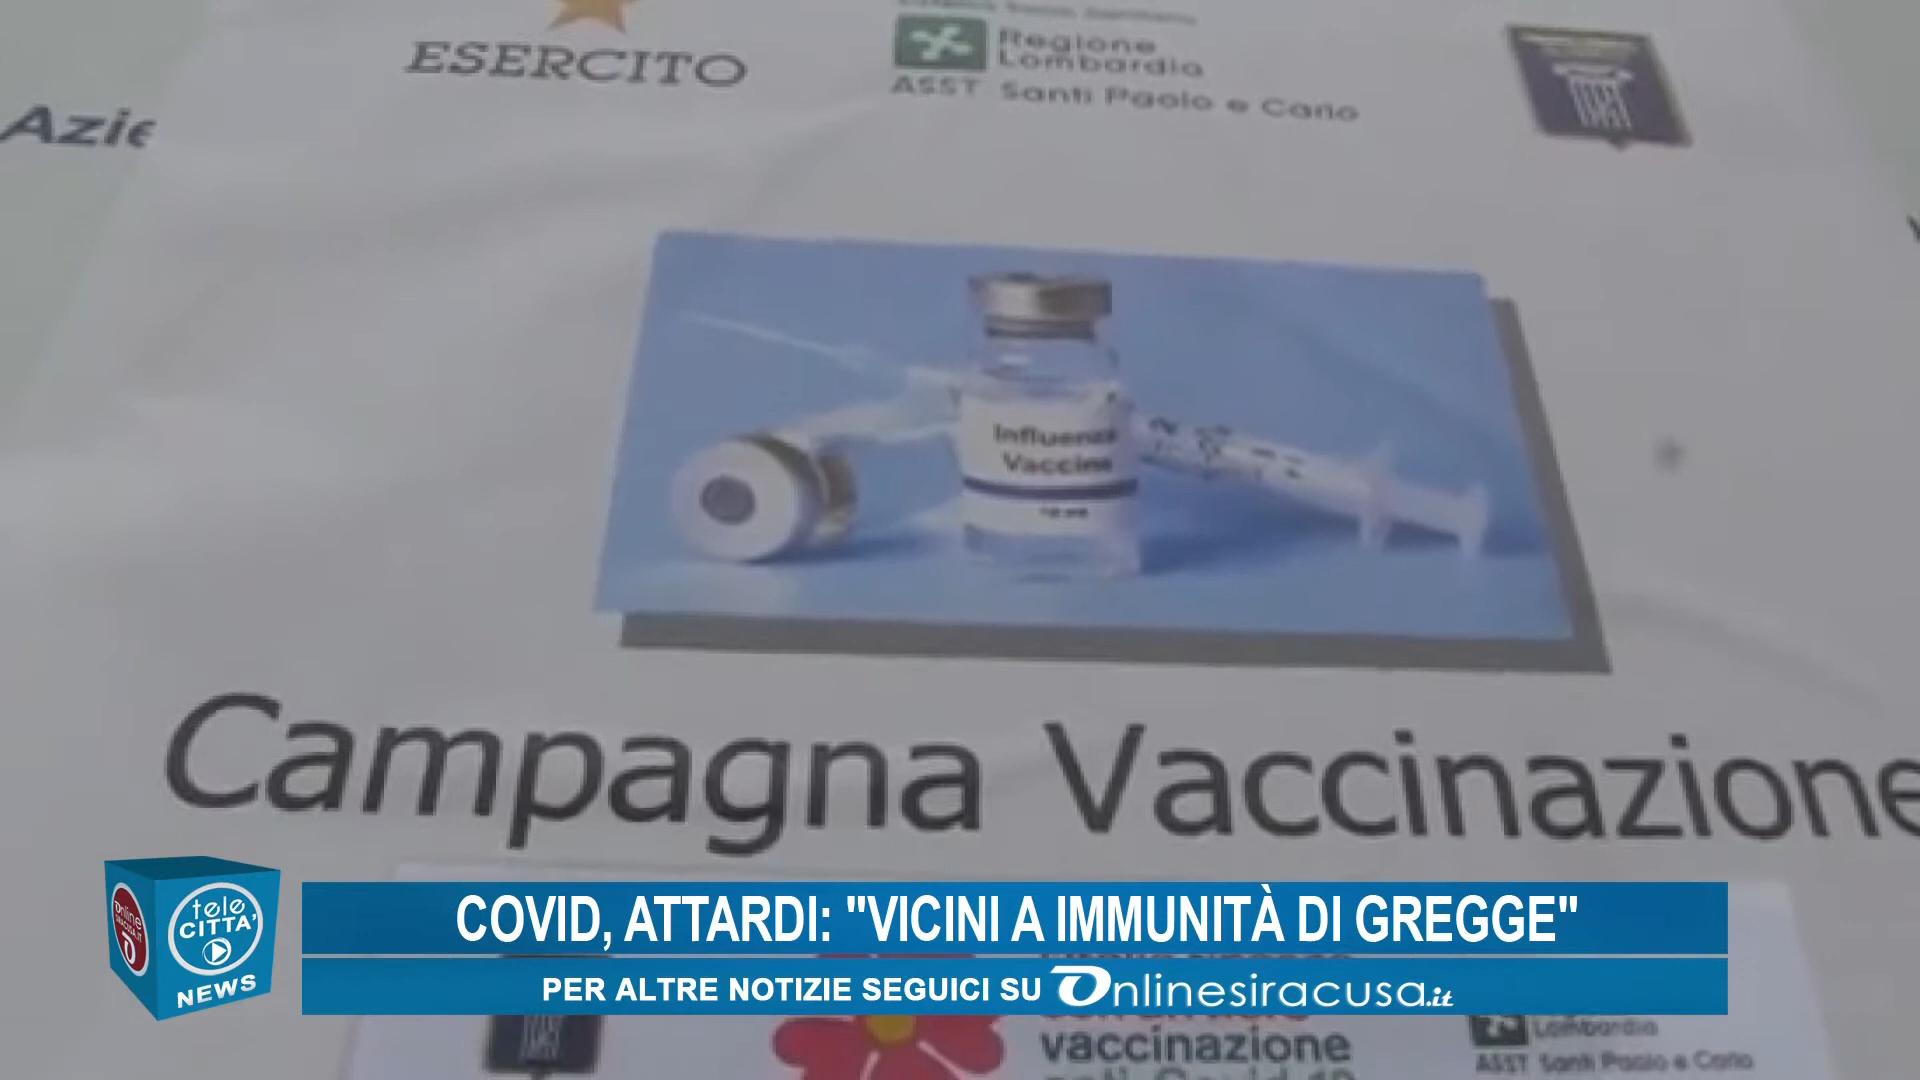 ESERCITO
Regione
Lombardia
ASST Santi Paolo e Carlo
Azie
Influenza
Vaccine
Campagna Vaccinazione
COVID, ATTARDI: "VICINI A IMMUNITÀ DI GREGGE"
PER ALTRE NOTIZIE SEGUICI SU Onlinesiracusa.it
tele
CITTA'
NEWS
vaccinazione
Lombardia
ASST Santi Paolo e Carlo